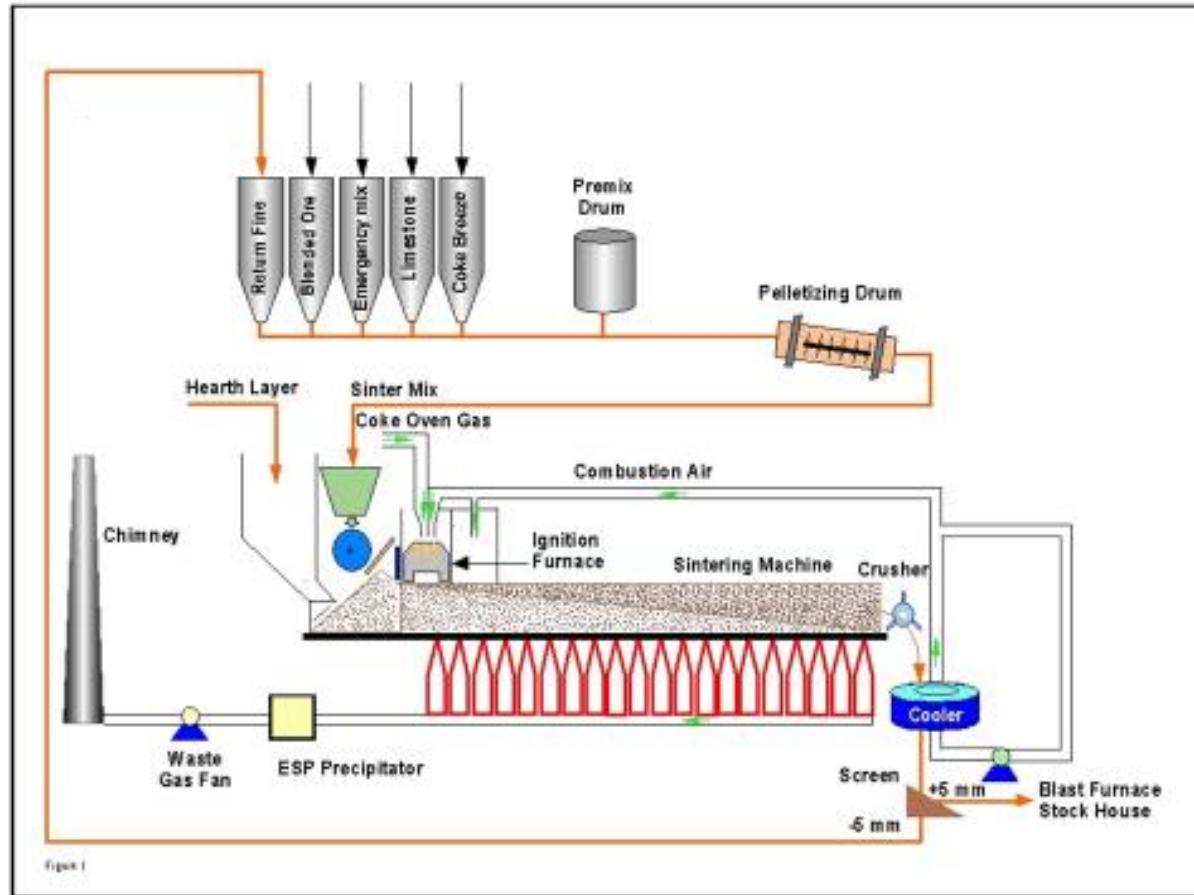 Return Fine
Blended Ore
Emergency mix
Limestone
Coke Breeze
Premix
Drum
Pelletizing Drum
Hearth Layer
Sinter Mix
Coke Oven Gas
Combustion Air
Chimney
Ignition
Furnace
Sintering Machine
Crusher
Cooler
Waste
Gas Fan
ESP Precipitator
Screen
+5 mm
Blast Furnace
Stock House
-5 mm
Figure 1